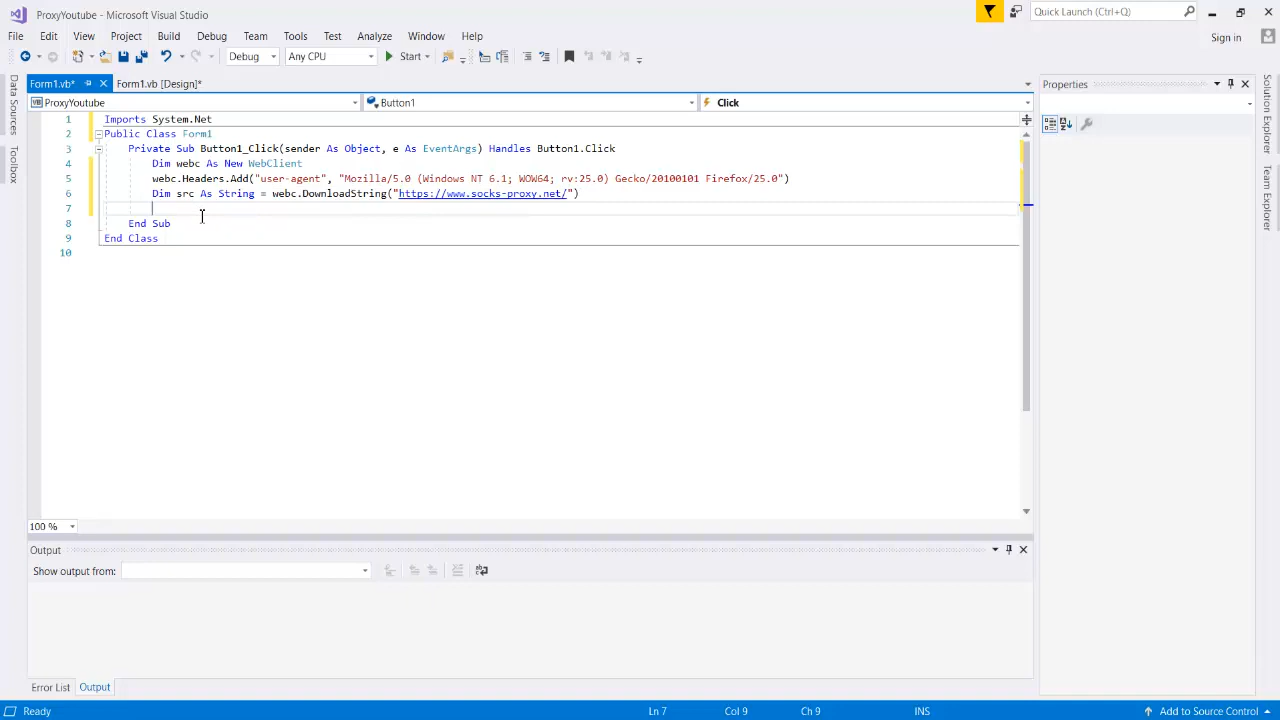 ProxyYoutube - Microsoft Visual Studio
Quick Launch (Ctrl+Q)
File Edit View Project Build Debug Team Tools Test Analyze Window Help
Sign in
Debug Any CPU Start
Data Sources
Toolbox
Form1.vb* Form1.vb [Design]*
ProxyYoutube Button1 Click
1 Imports System.Net
2 Public Class Form1
3 Private Sub Button1_Click(sender As Object, e As EventArgs) Handles Button1.Click
4 Dim webc As New WebClient
5 webc.Headers.Add("user-agent", "Mozilla/5.0 (Windows NT 6.1; WOW64; rv:25.0) Gecko/20100101 Firefox/25.0")
6 Dim src As String = webc.DownloadString("https://www.socks-proxy.net/")
7
8 End Sub
9 End Class
10
100 %
Output
Show output from:
Error List Output
Properties
Solution Explorer
Team Explorer
Ready Ln 7 Col 9 Ch 9 INS Add to Source Control